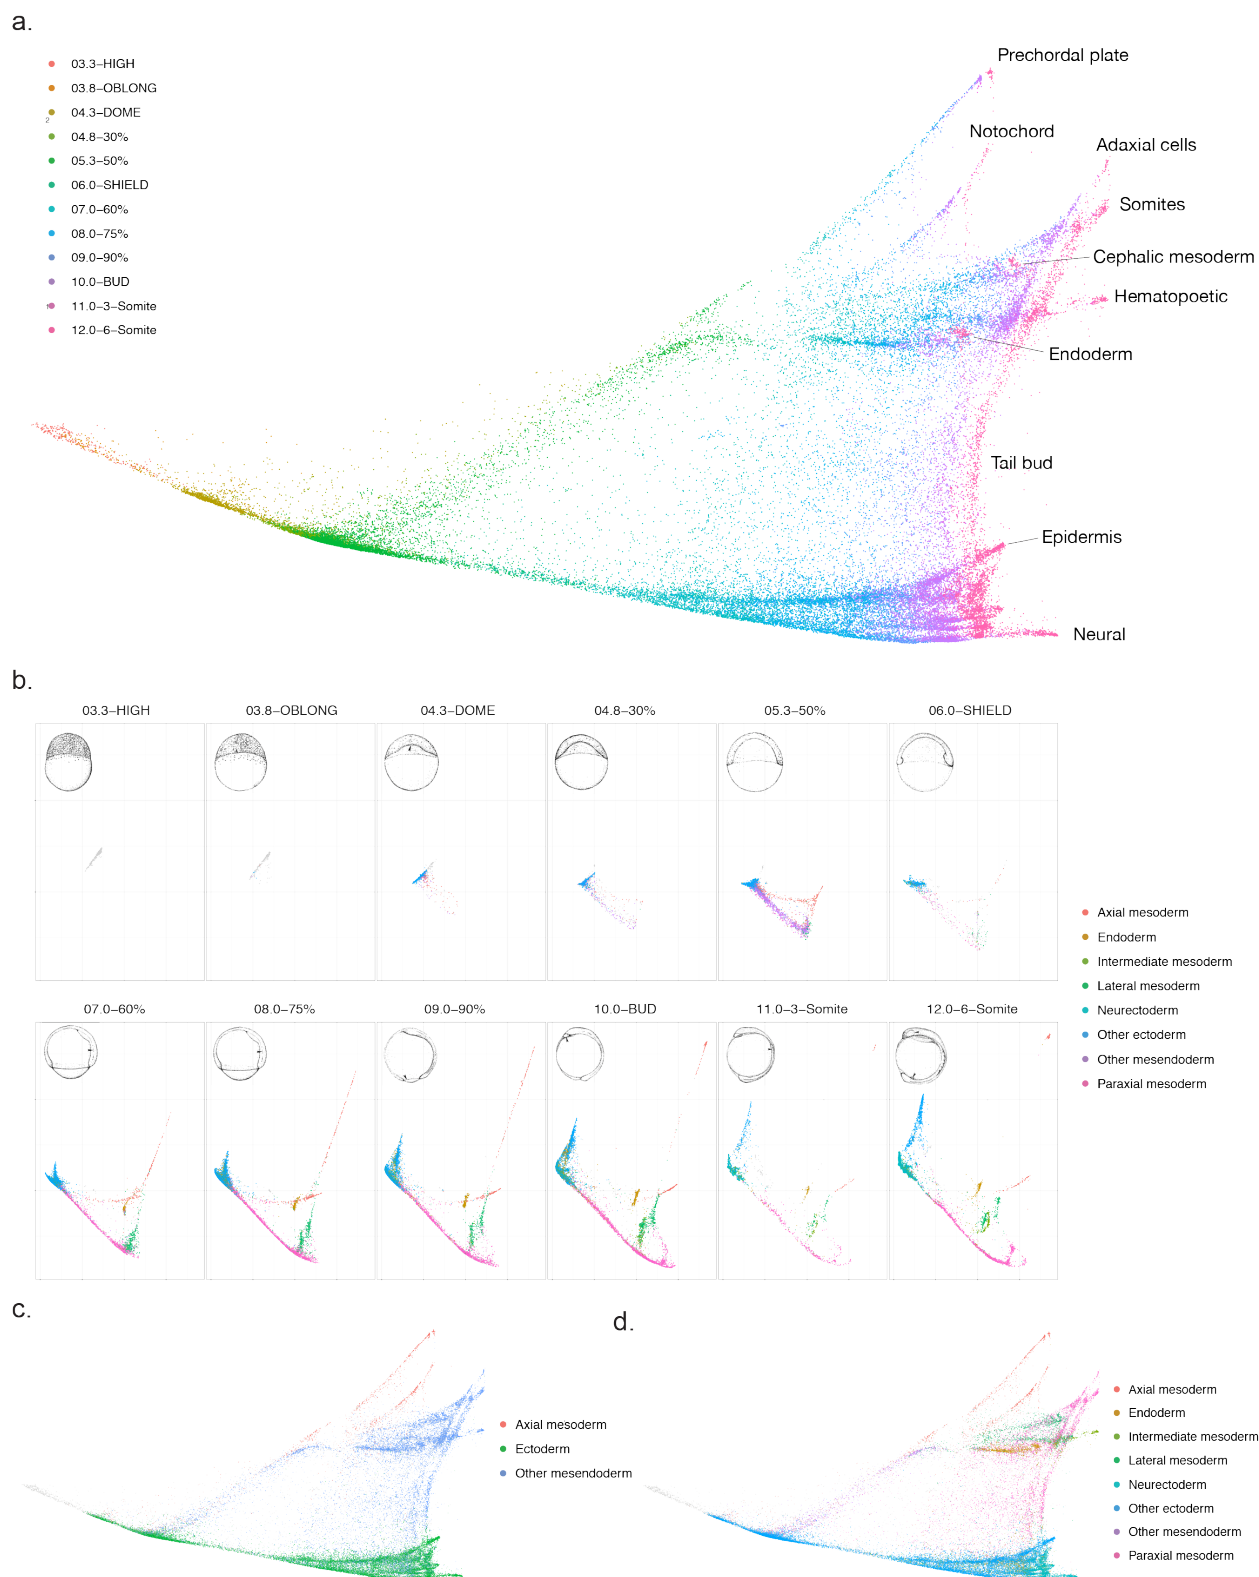 a.
03.3–HIGH
03.8–OBLONG
04.3–DOME
2
04.8–30%
05.3–50%
06.0–SHIELD
07.0–60%
08.0–75%
09.0–90%
10.0–BUD
11.0–3–Somite
12.0–6–Somite
Prechordal plate
Notochord
Adaxial cells
Somites
Cephalic mesoderm
Hematopoetic
Endoderm
Tail bud
Epidermis
Neural
b.
03.3–HIGH 03.8–OBLONG 04.3–DOME 04.8–30% 05.3–50% 06.0–SHIELD
07.0–60% 08.0–75% 09.0–90% 10.0–BUD 11.0–3–Somite 12.0–6–Somite
Axial mesoderm
Endoderm
Intermediate mesoderm
Lateral mesoderm
Neurectoderm
Other ectoderm
Other mesendoderm
Paraxial mesoderm
c.
Axial mesoderm
Ectoderm
Other mesendoderm
d.
Axial mesoderm
Endoderm
Intermediate mesoderm
Lateral mesoderm
Neurectoderm
Other ectoderm
Other mesendoderm
Paraxial mesoderm